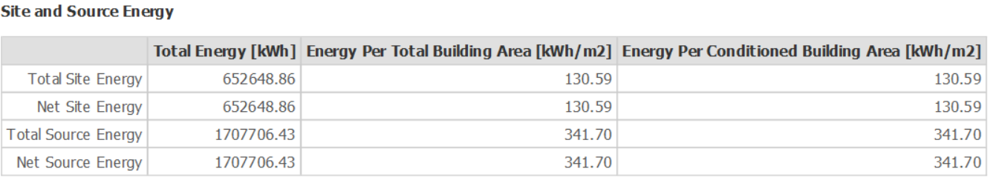 Site and Source Energy
Total Energy [kWh] Energy Per Total Building Area [kWh/m2] Energy Per Conditioned Building Area [kWh/m2]
Total Site Energy 652648.86 130.59 130.59
Net Site Energy 652648.86 130.59 130.59
Total Source Energy 1707706.43 341.70 341.70
Net Source Energy 1707706.43 341.70 341.70